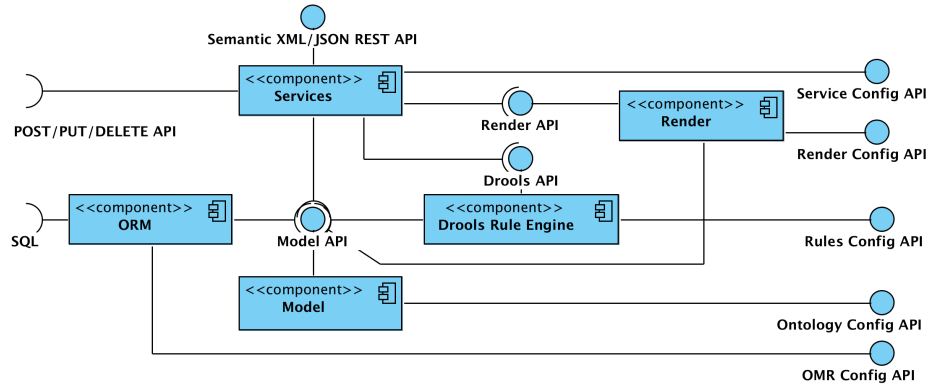 Semantic XML/JSON REST API
<<component>>
Services
Service Config API
POST/PUT/DELETE API
Render API
<<component>>
Render
Render Config API
Drools API
<<component>>
ORM
SQL
Model API
<<component>>
Drools Rule Engine
Rules Config API
<<component>>
Model
Ontology Config API
OMR Config API